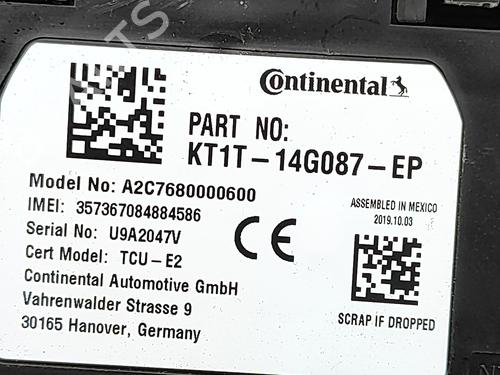 Continental
PART NO:
KT1T-14G087-EP
Model No: A2C7680000600
IMEI: 357367084884586
Serial No: U9A2047V
Cert Model: TCU-E2
Continental Automotive GmbH
Vahrenwalder Strasse 9
30165 Hanover, Germany
CE
ASSEMBLED IN MEXICO
2019.10.03
SCRAP IF DROPPED